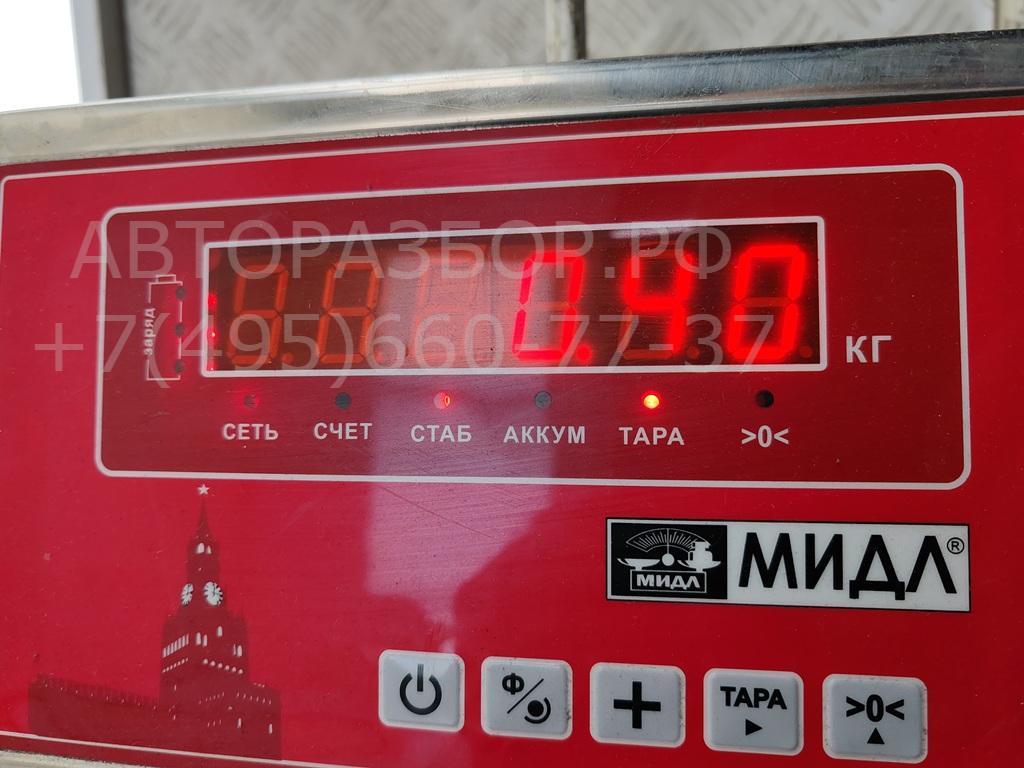 АВТОРАЗБОР.РФ
+7(495)660-77-37
заряд
0.40 КГ
СЕТЬ СЧЕТ СТАБ АККУМ ТАРА >0<
МИДЛ МИДЛ®
Ф ТАРА >0<